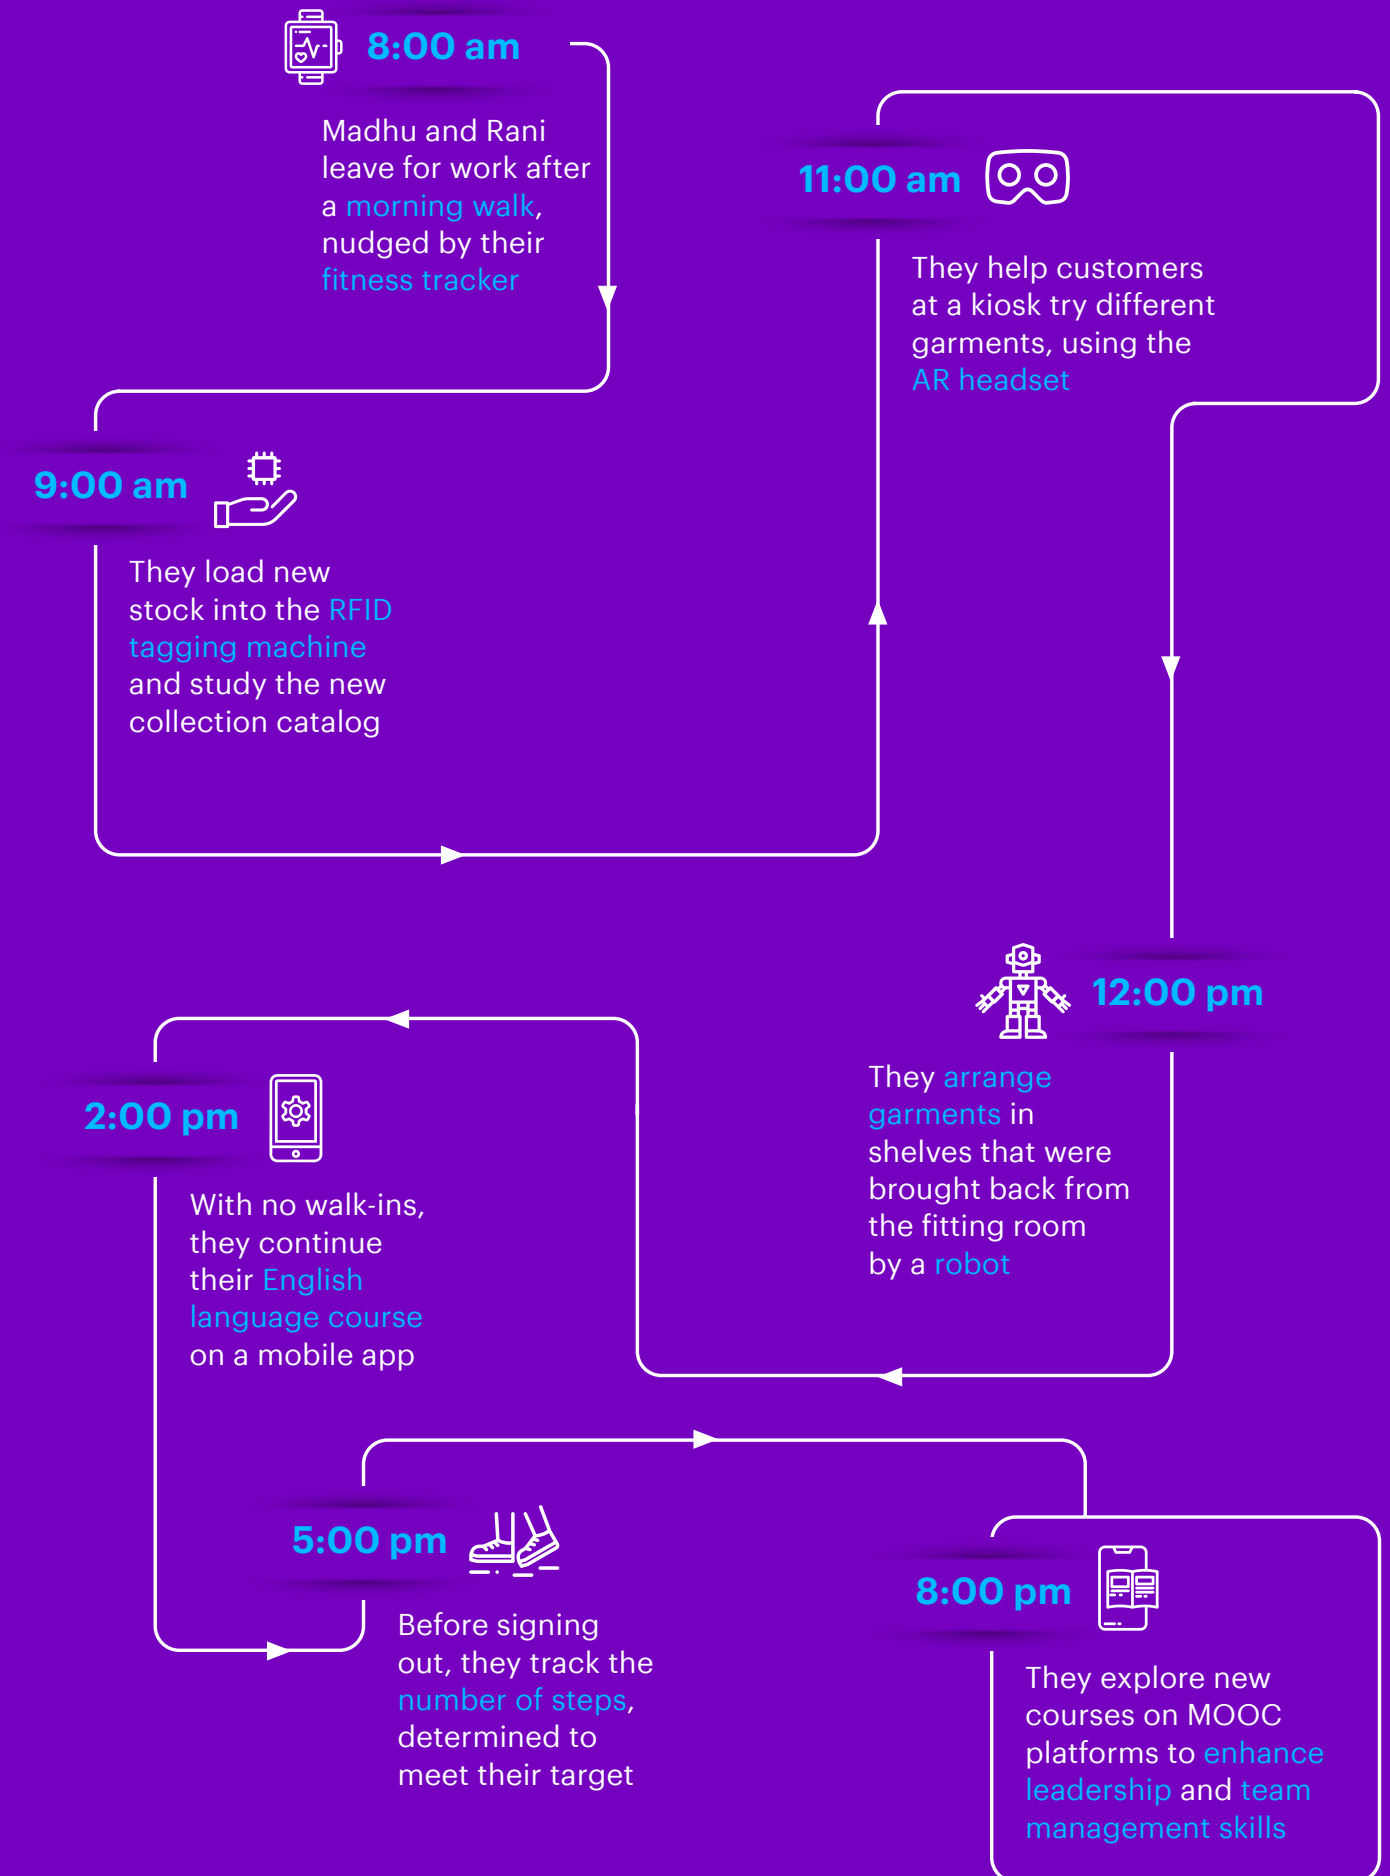 8:00 am
Madhu and Rani
leave for work after
a morning walk,
nudged by their
fitness tracker
9:00 am
They load new
stock into the RFID
tagging machine
and study the new
collection catalog
11:00 am
They help customers
at a kiosk try different
garments, using the
AR headset
12:00 pm
They arrange
garments in
shelves that were
brought back from
the fitting room
by a robot
2:00 pm
With no walk-ins,
they continue
their English
language course
on a mobile app
5:00 pm
Before signing
out, they track the
number of steps,
determined to
meet their target
8:00 pm
They explore new
courses on MOOC
platforms to enhance
leadership and team
management skills